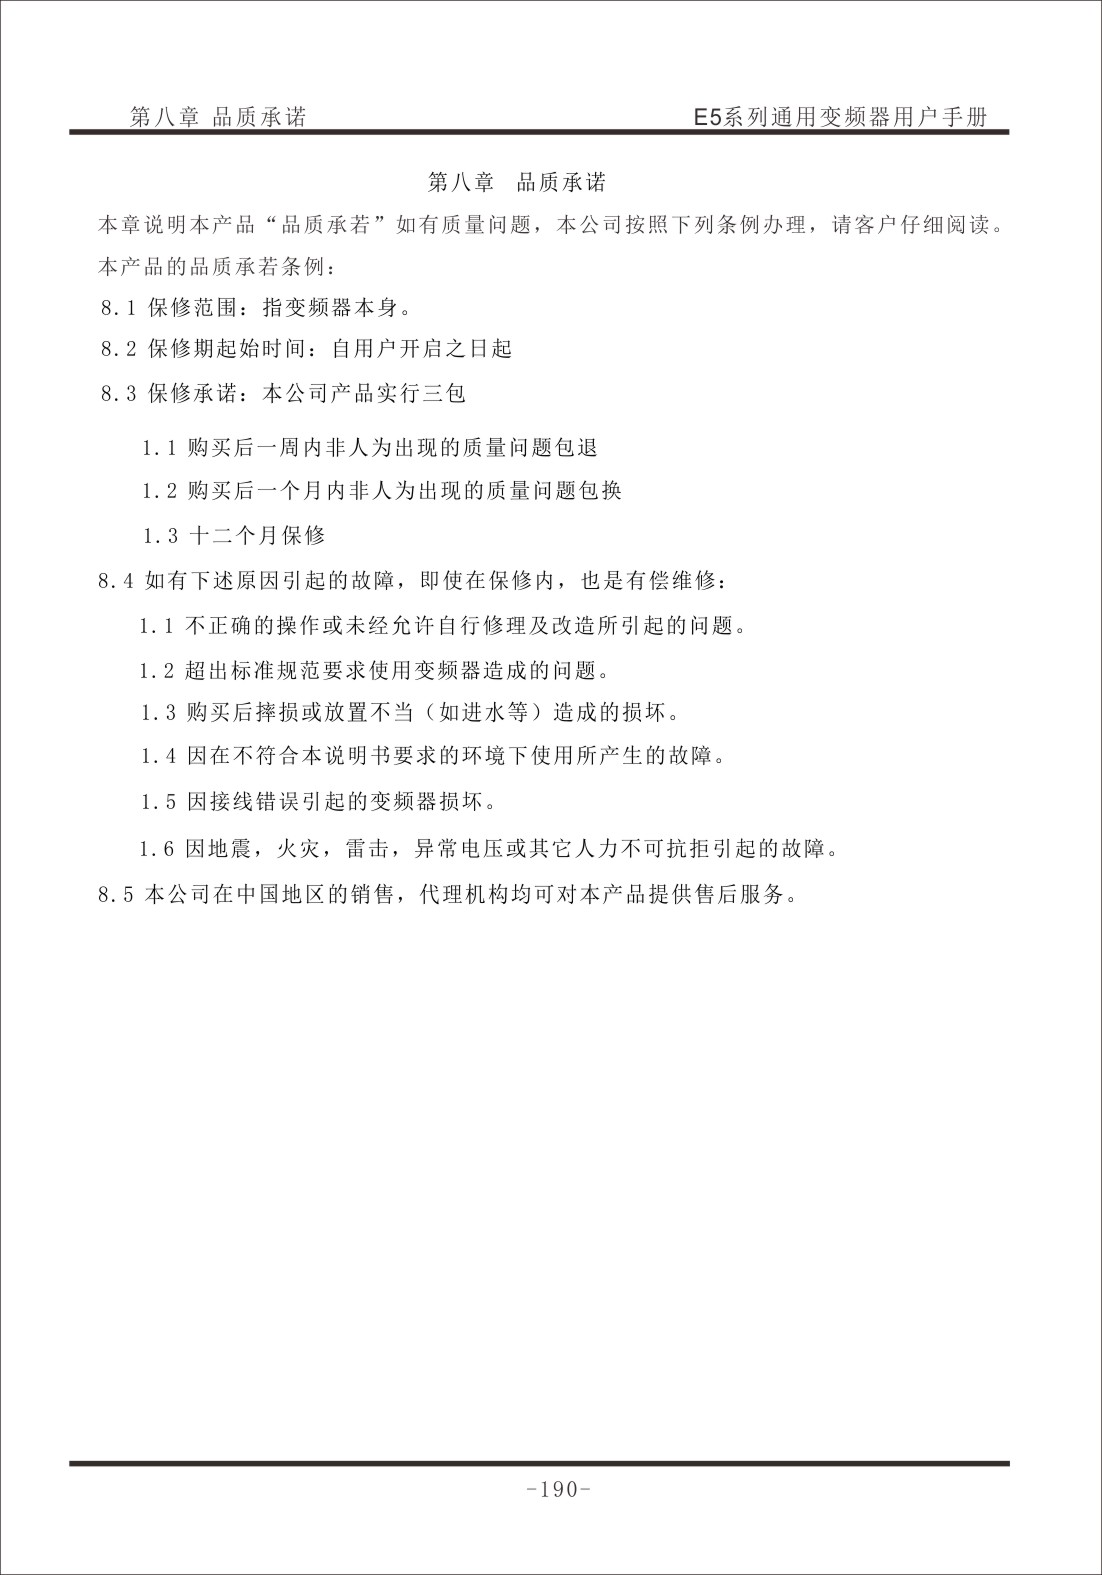 第八章 品质承诺
E5系列通用变频器用户手册
第八章 品质承诺
本章说明本产品“品质承若”如有质量问题，本公司按照下列条例办理，请客户仔细阅读。
本产品的品质承若条例：
8.1 保修范围：指变频器本身。
8.2 保修期起始时间：自用户开启之日起
8.3 保修承诺：本公司产品实行三包
1.1 购买后一周内非人为出现的质量问题包退
1.2 购买后一个月内非人为出现的质量问题包换
1.3 十二个月保修
8.4 如有下述原因引起的故障，即使在保修内，也是有偿维修：
1.1 不正确的操作或未经允许自行修理及改造所引起的问题。
1.2 超出标准规范要求使用变频器造成的问题。
1.3 购买后摔损或放置不当（如进水等）造成的损坏。
1.4 因在不符合本说明书要求的环境下使用所产生的故障。
1.5 因接线错误引起的变频器损坏。
1.6 因地震，火灾，雷击，异常电压或其它人力不可抗拒引起的故障。
8.5 本公司在中国地区的销售，代理机构均可对本产品提供售后服务。
-190-